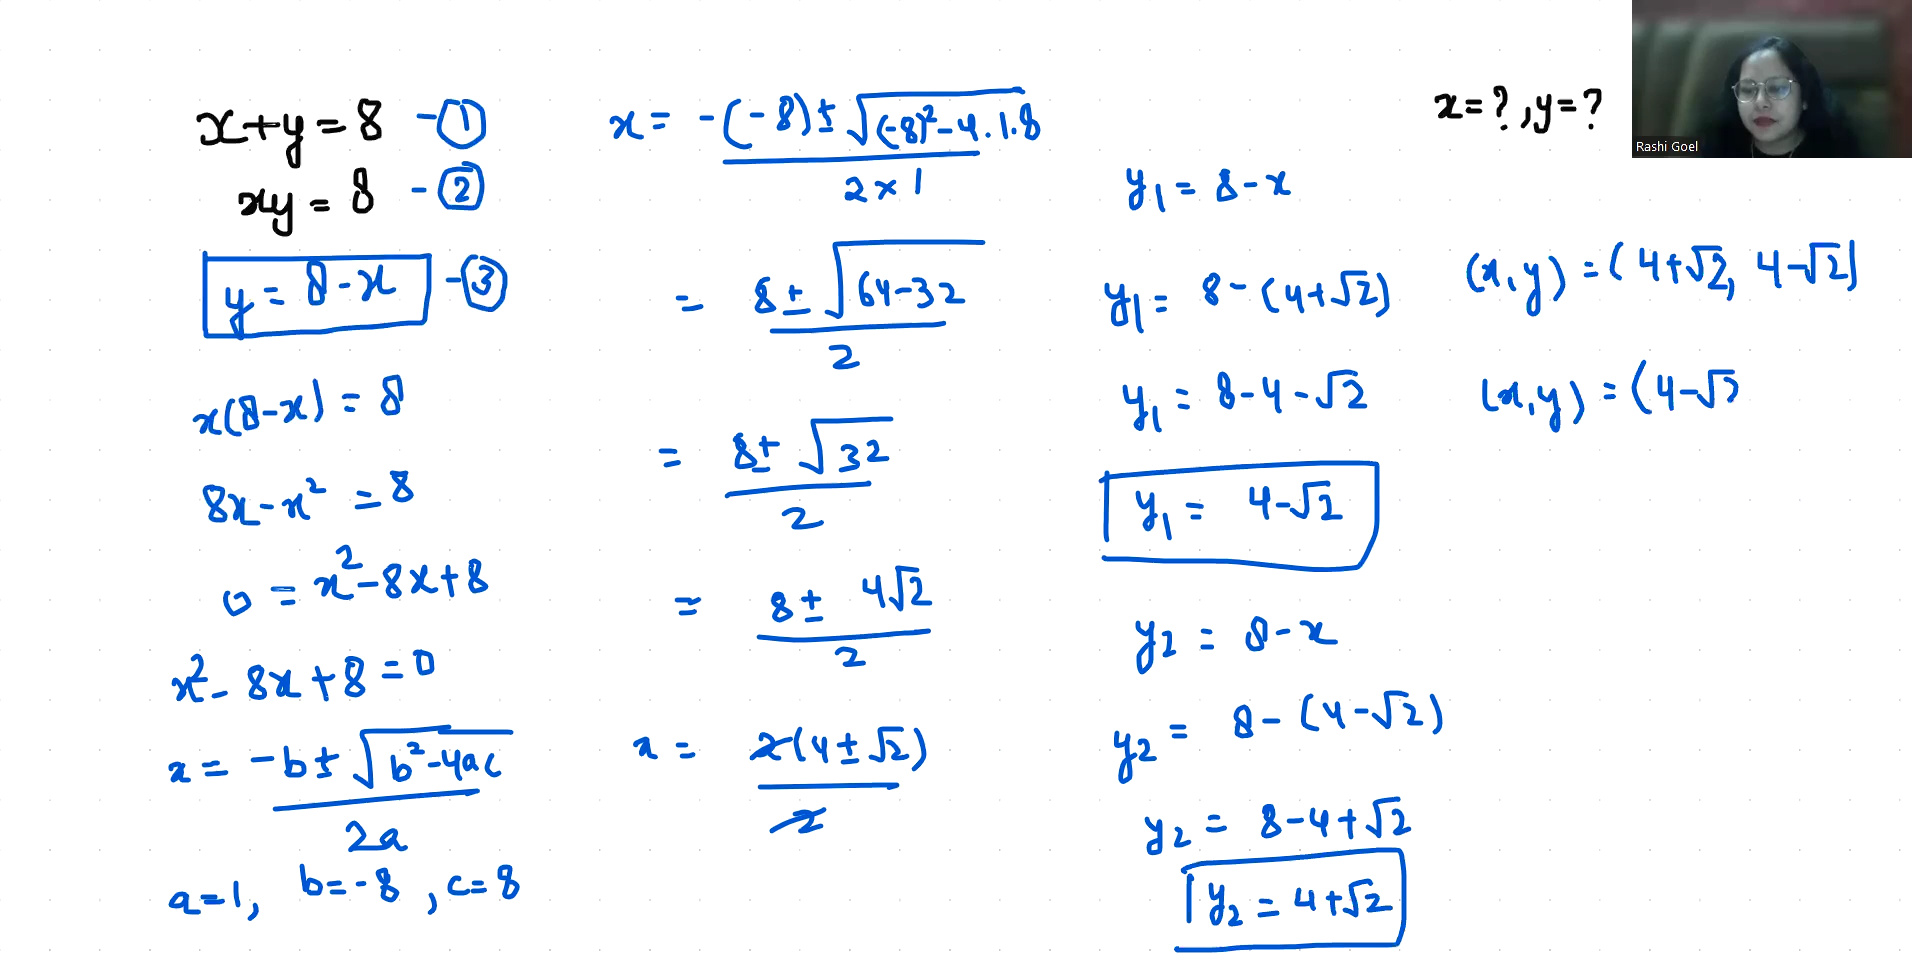 x+y=8 -①
xy=8 -②
y=8-x -③
x(8-x)=8
8x-x²=8
0=x²-8x+8
x²-8x+8=0
x=-b±√b²-4ac
2a
a=1, b=-8, c=8
x=-(-8)±√(-8)²-4.1.8
2×1
=8±√64-32
2
=8±√32
2
=8±4√2
2
x=2(4±√2)
2
y₁=8-x
y₁=8-(4+√2)
y₁=8-4-√2
y₁=4-√2
y2=8-x
y2=8-(4-√2)
y2=8-4+√2
y2=4+√2
x=?,y=?
(x,y)=(4+√2, 4-√2)
(x,y)=(4-√2
Rashi Goel